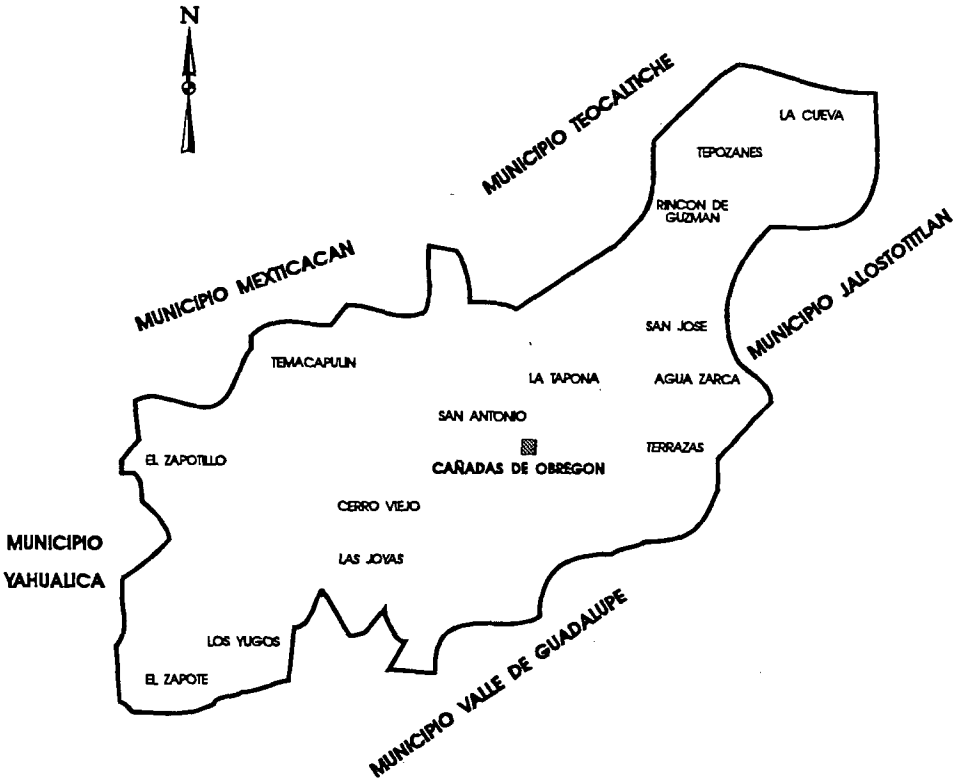 N
MUNICIPIO TEOCALTICHE
LA CUEVA
TEPOZANES
RINCON DE
GUZMAN
MUNICIPIO JALOSTOTITLAN
MUNICIPIO MEXTICACAN
SAN JOSE
TEMACAPULIN
LA TAPONA
AGUA ZARCA
SAN ANTONIO
TERRAZAS
EL ZAPOTILLO
CAÑADAS DE OBREGON
CERRO VIEJO
MUNICIPIO
YAHUALICA
LAS JOYAS
LOS YUGOS
EL ZAPOTE
MUNICIPIO VALLE DE GUADALUPE